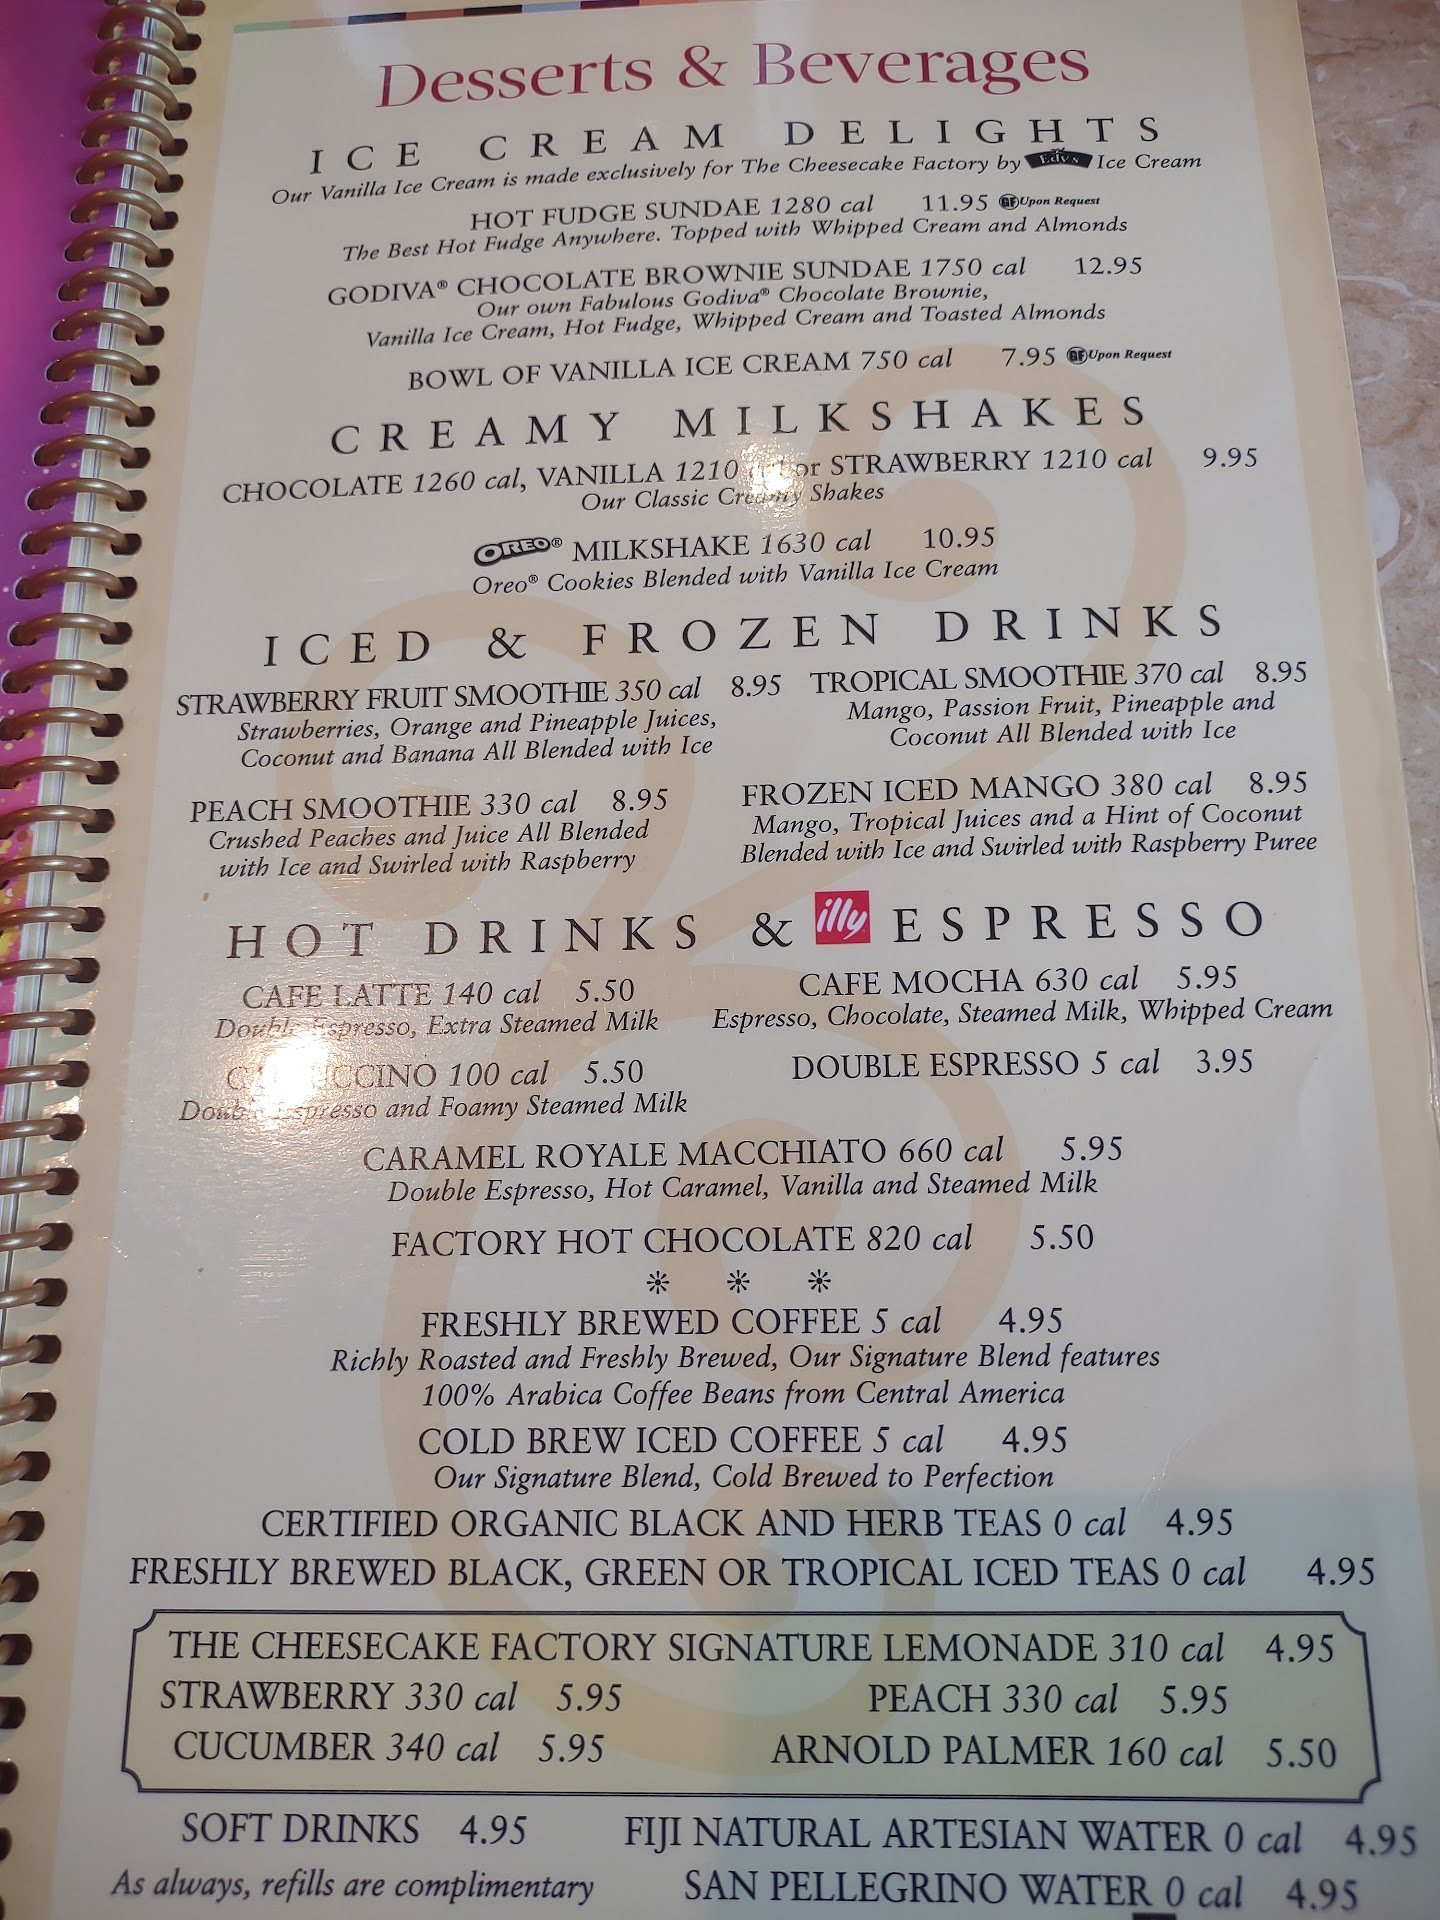 Desserts & Beverages
ICE CREAM DELIGHTS
Our Vanilla Ice Cream is made exclusively for The Cheesecake Factory by Edy's Ice Cream
HOT FUDGE SUNDAE 1280 cal 11.95 GF Upon Request
The Best Hot Fudge Anywhere. Topped with Whipped Cream and Almonds
GODIVA® CHOCOLATE BROWNIE SUNDAE 1750 cal 12.95
Our own Fabulous Godiva® Chocolate Brownie,
Vanilla Ice Cream, Hot Fudge, Whipped Cream and Toasted Almonds
BOWL OF VANILLA ICE CREAM 750 cal 7.95 GF Upon Request
CREAMY MILKSHAKES
CHOCOLATE 1260 cal, VANILLA 1210 cal or STRAWBERRY 1210 cal 9.95
Our Classic Creamy Shakes
OREO® MILKSHAKE 1630 cal 10.95
Oreo® Cookies Blended with Vanilla Ice Cream
ICED & FROZEN DRINKS
STRAWBERRY FRUIT SMOOTHIE 350 cal 8.95
Strawberries, Orange and Pineapple Juices,
Coconut and Banana All Blended with Ice
TROPICAL SMOOTHIE 370 cal 8.95
Mango, Passion Fruit, Pineapple and
Coconut All Blended with Ice
PEACH SMOOTHIE 330 cal 8.95
Crushed Peaches and Juice All Blended
with Ice and Swirled with Raspberry
FROZEN ICED MANGO 380 cal 8.95
Mango, Tropical Juices and a Hint of Coconut
Blended with Ice and Swirled with Raspberry Puree
HOT DRINKS & illy ESPRESSO
CAFE LATTE 140 cal 5.50
Double Espresso, Extra Steamed Milk
CAFE MOCHA 630 cal 5.95
Espresso, Chocolate, Steamed Milk, Whipped Cream
CAPPUCCINO 100 cal 5.50
Double Espresso and Foamy Steamed Milk
DOUBLE ESPRESSO 5 cal 3.95
CARAMEL ROYALE MACCHIATO 660 cal 5.95
Double Espresso, Hot Caramel, Vanilla and Steamed Milk
FACTORY HOT CHOCOLATE 820 cal 5.50
FRESHLY BREWED COFFEE 5 cal 4.95
Richly Roasted and Freshly Brewed, Our Signature Blend features
100% Arabica Coffee Beans from Central America
COLD BREW ICED COFFEE 5 cal 4.95
Our Signature Blend, Cold Brewed to Perfection
CERTIFIED ORGANIC BLACK AND HERB TEAS 0 cal 4.95
FRESHLY BREWED BLACK, GREEN OR TROPICAL ICED TEAS 0 cal 4.95
THE CHEESECAKE FACTORY SIGNATURE LEMONADE 310 cal 4.95
STRAWBERRY 330 cal 5.95 PEACH 330 cal 5.95
CUCUMBER 340 cal 5.95 ARNOLD PALMER 160 cal 5.50
SOFT DRINKS 4.95 FIJI NATURAL ARTESIAN WATER 0 cal 4.95
As always, refills are complimentary SAN PELLEGRINO WATER 0 cal 4.95